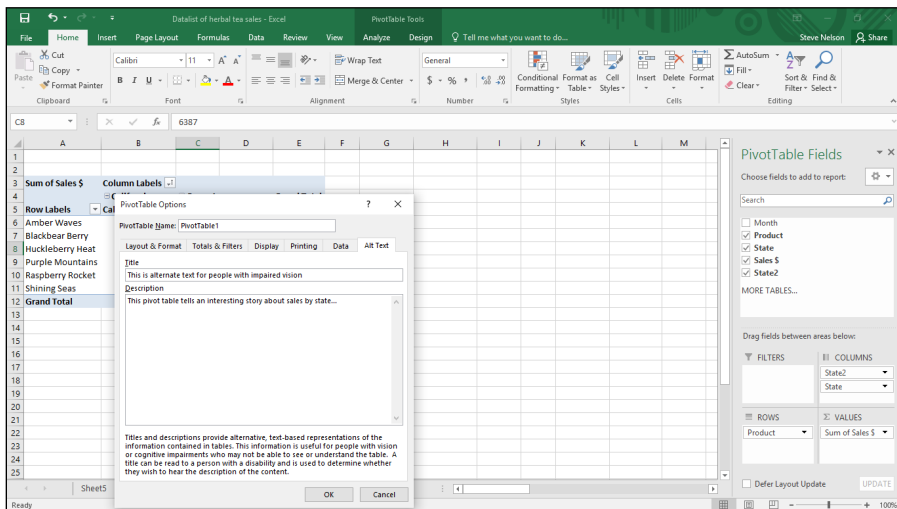 Datalist of herbal tea sales - Excel
PivotTable Tools
File Home Insert Page Layout Formulas Data Review View Analyze Design Tell me what you want to do... Steve Nelson Share
Paste
Cut
Copy
Format Painter
Clipboard
Calibri 11
B I U
Font
Wrap Text
Merge & Center
Alignment
General
$ % ,
Number
Conditional Formatting
Format as Table
Cell Styles
Styles
Insert Delete Format
Cells
AutoSum
Fill
Clear
Sort & Filter
Find & Select
Editing
C8 fx 6387
A B C D E F G H I J K L M
1
2
3 Sum of Sales $ Column Labels
4
5 Row Labels Cal
6 Amber Waves
7 Blackbear Berry
8 Huckleberry Heat
9 Purple Mountains
10 Raspberry Rocket
11 Shining Seas
12 Grand Total
13
14
15
16
17
18
19
20
21
22
23
24
25
PivotTable Options ? ×
PivotTable Name: PivotTable1
Layout & Format Totals & Filters Display Printing Data Alt Text
Title
This is alternate text for people with impaired vision
Description
This pivot table tells an interesting story about sales by state...
Titles and descriptions provide alternative, text-based representations of the
information contained in tables. This information is useful for people with vision
or cognitive impairments who may not be able to see or understand the table. A
title can be read to a person with a disability and is used to determine whether
they wish to hear the description of the content.
OK Cancel
PivotTable Fields
Choose fields to add to report:
Search
Month
Product
State
Sales $
State2
MORE TABLES...
Drag fields between areas below:
FILTERS
COLUMNS
State2
State
ROWS
Product
VALUES
Sum of Sales $
Defer Layout Update UPDATE
Sheet5
Ready 100%